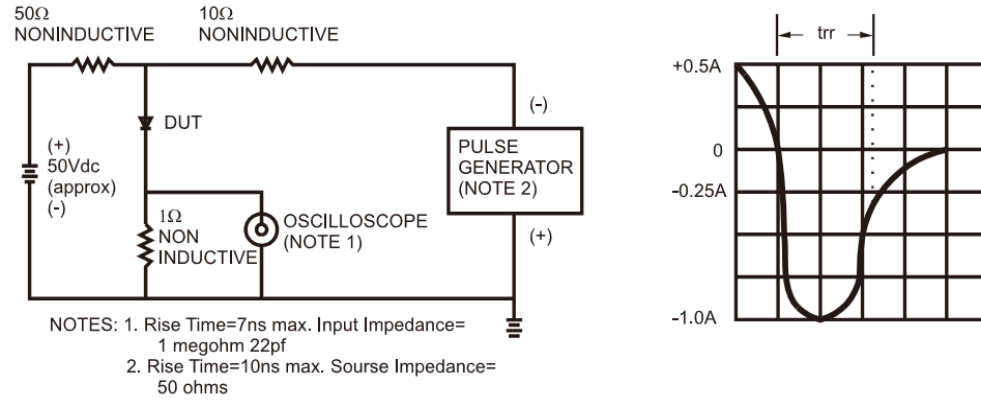 50Ω
NONINDUCTIVE
10Ω
NONINDUCTIVE
DUT
(+)
50Vdc
(approx)
(-)
1Ω
NON
INDUCTIVE
OSCILLOSCOPE
(NOTE 1)
(-)
PULSE
GENERATOR
(NOTE 2)
(+)
NOTES: 1. Rise Time=7ns max. Input Impedance=
1 megohm 22pf
2. Rise Time=10ns max. Sourse Impedance=
50 ohms
trr
+0.5A
0
-0.25A
-1.0A